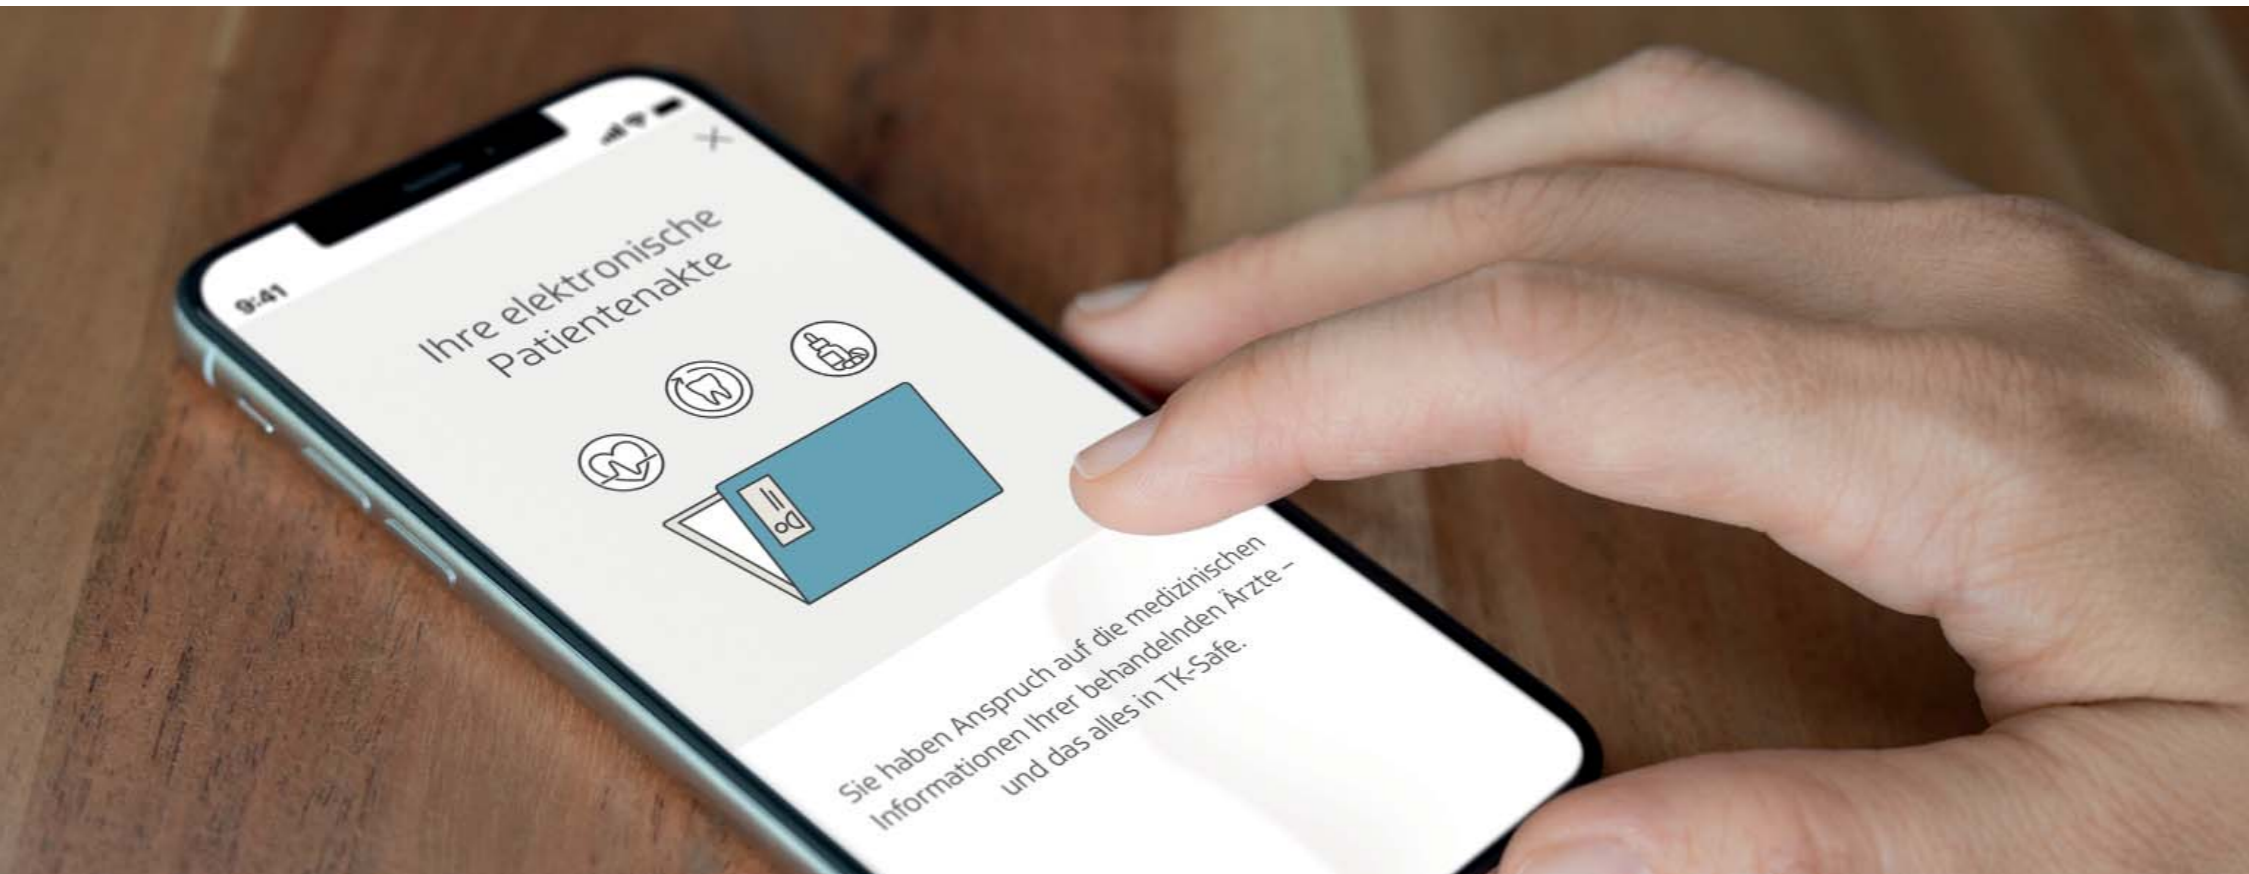 9:41
Ihre elektronische
Patientenakte
Sie haben Anspruch auf die medizinischen
Informationen Ihrer behandelnden Ärzte –
und das alles in TK-Safe.